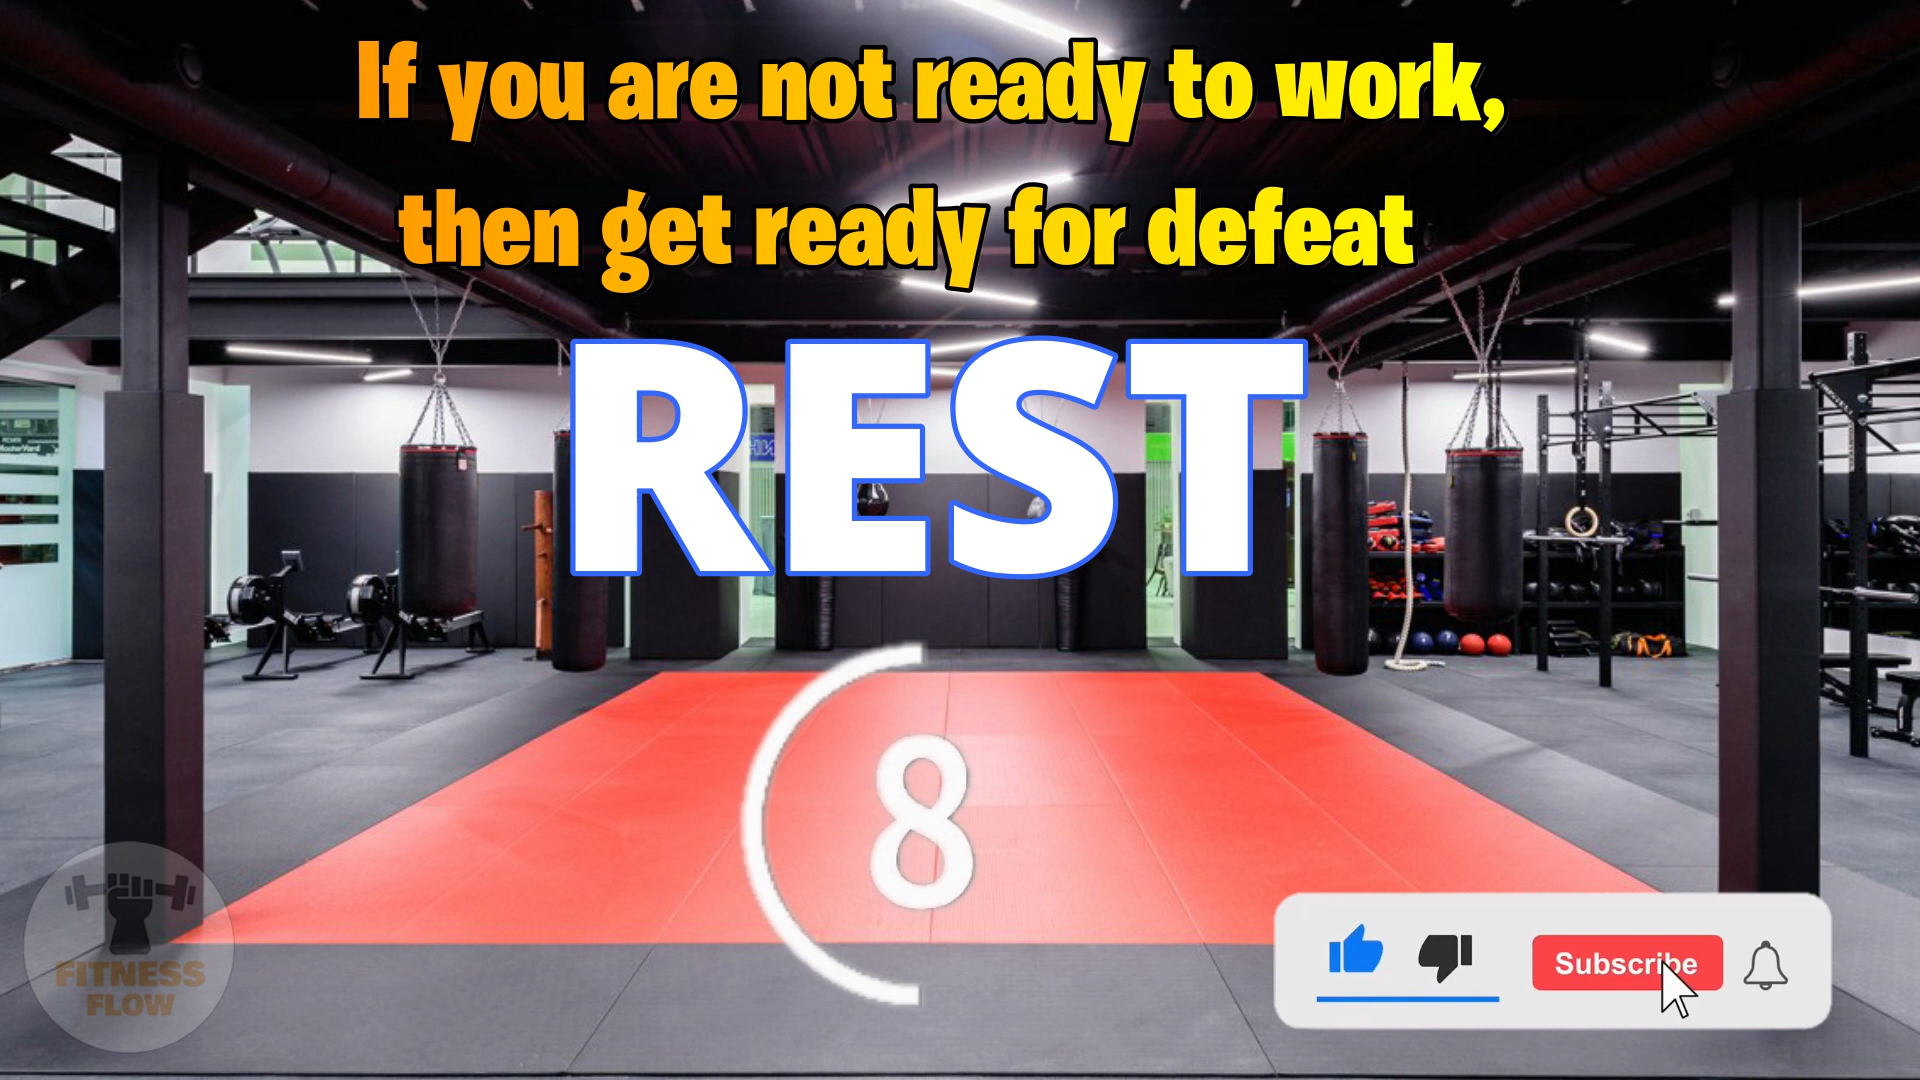 If you are not ready to work,
then get ready for defeat
REST
8
Subscribe
FITNESS
FLOW